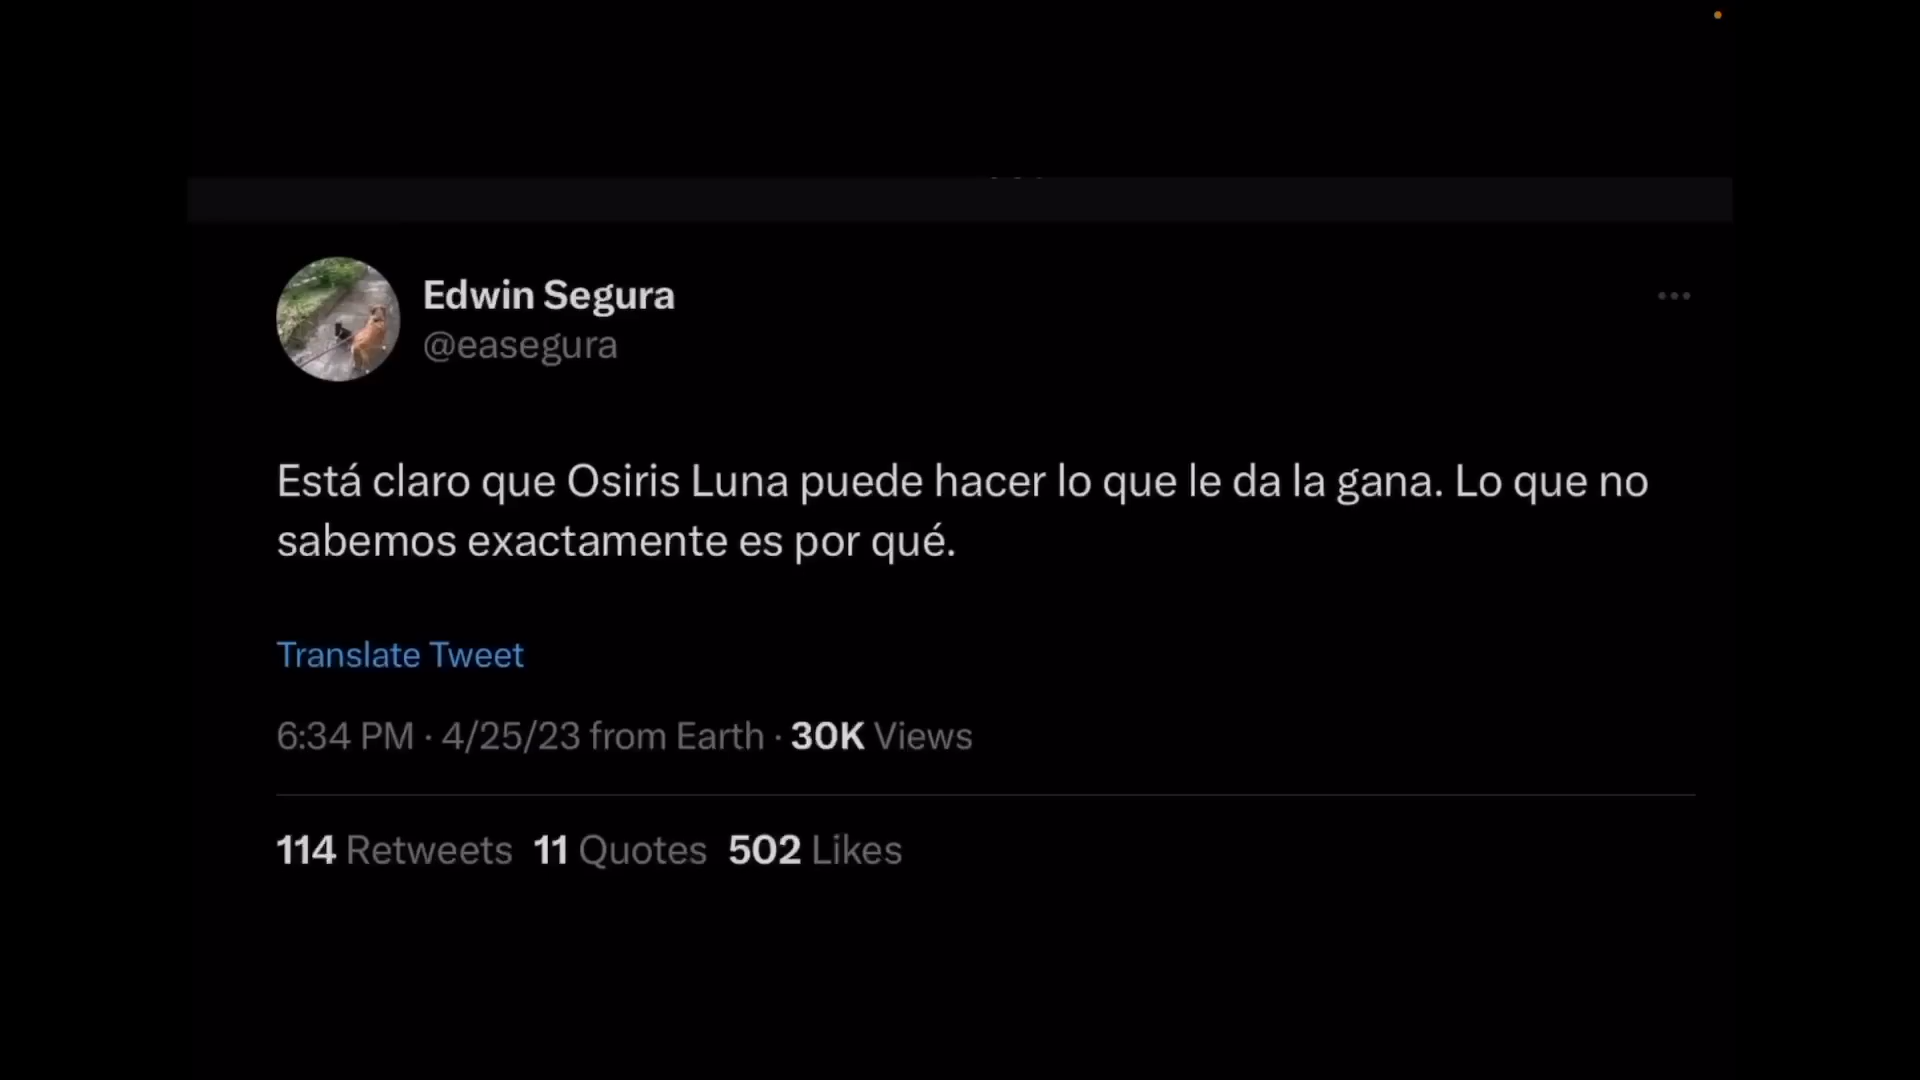 Edwin Segura
@easegura
Está claro que Osiris Luna puede hacer lo que le da la gana. Lo que no
sabemos exactamente es por qué.
Translate Tweet
6:34 PM · 4/25/23 from Earth · 30K Views
114 Retweets 11 Quotes 502 Likes